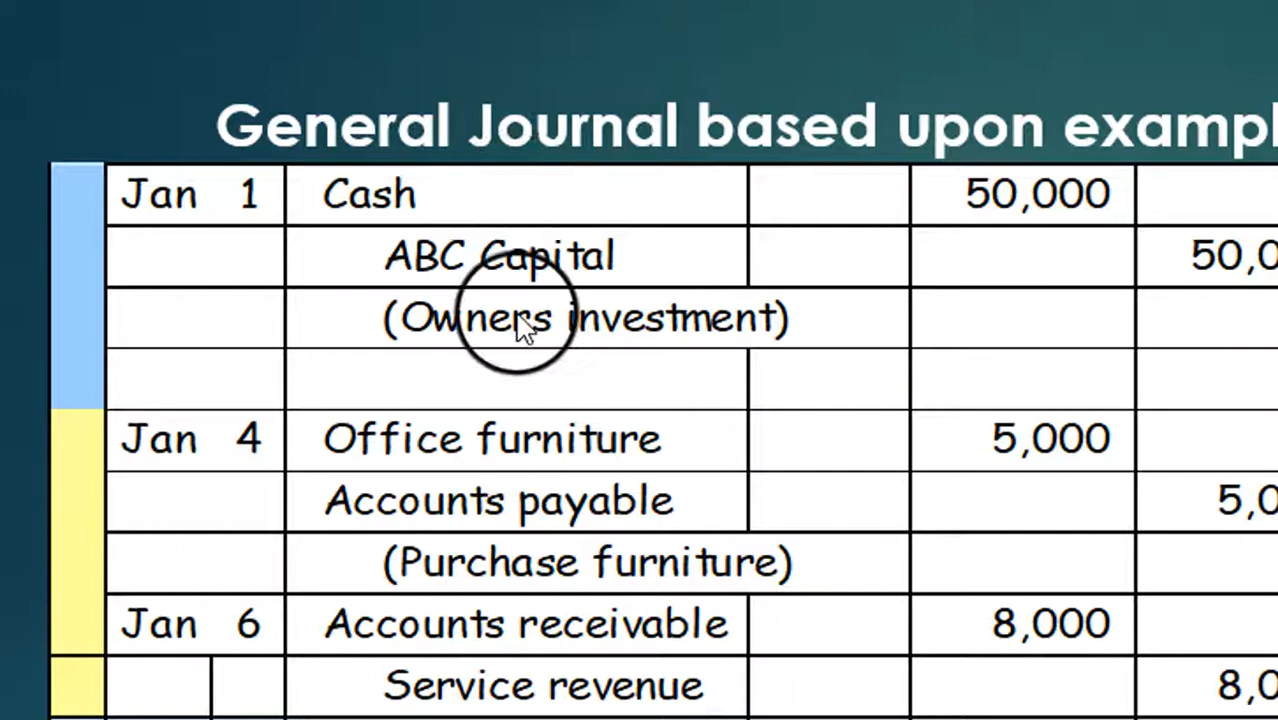 General Journal based upon exampl
Jan 1 Cash 50,000
ABC Capital 50,0
(Owners investment)
Jan 4 Office furniture 5,000
Accounts payable 5,0
(Purchase furniture)
Jan 6 Accounts receivable 8,000
Service revenue 8,0